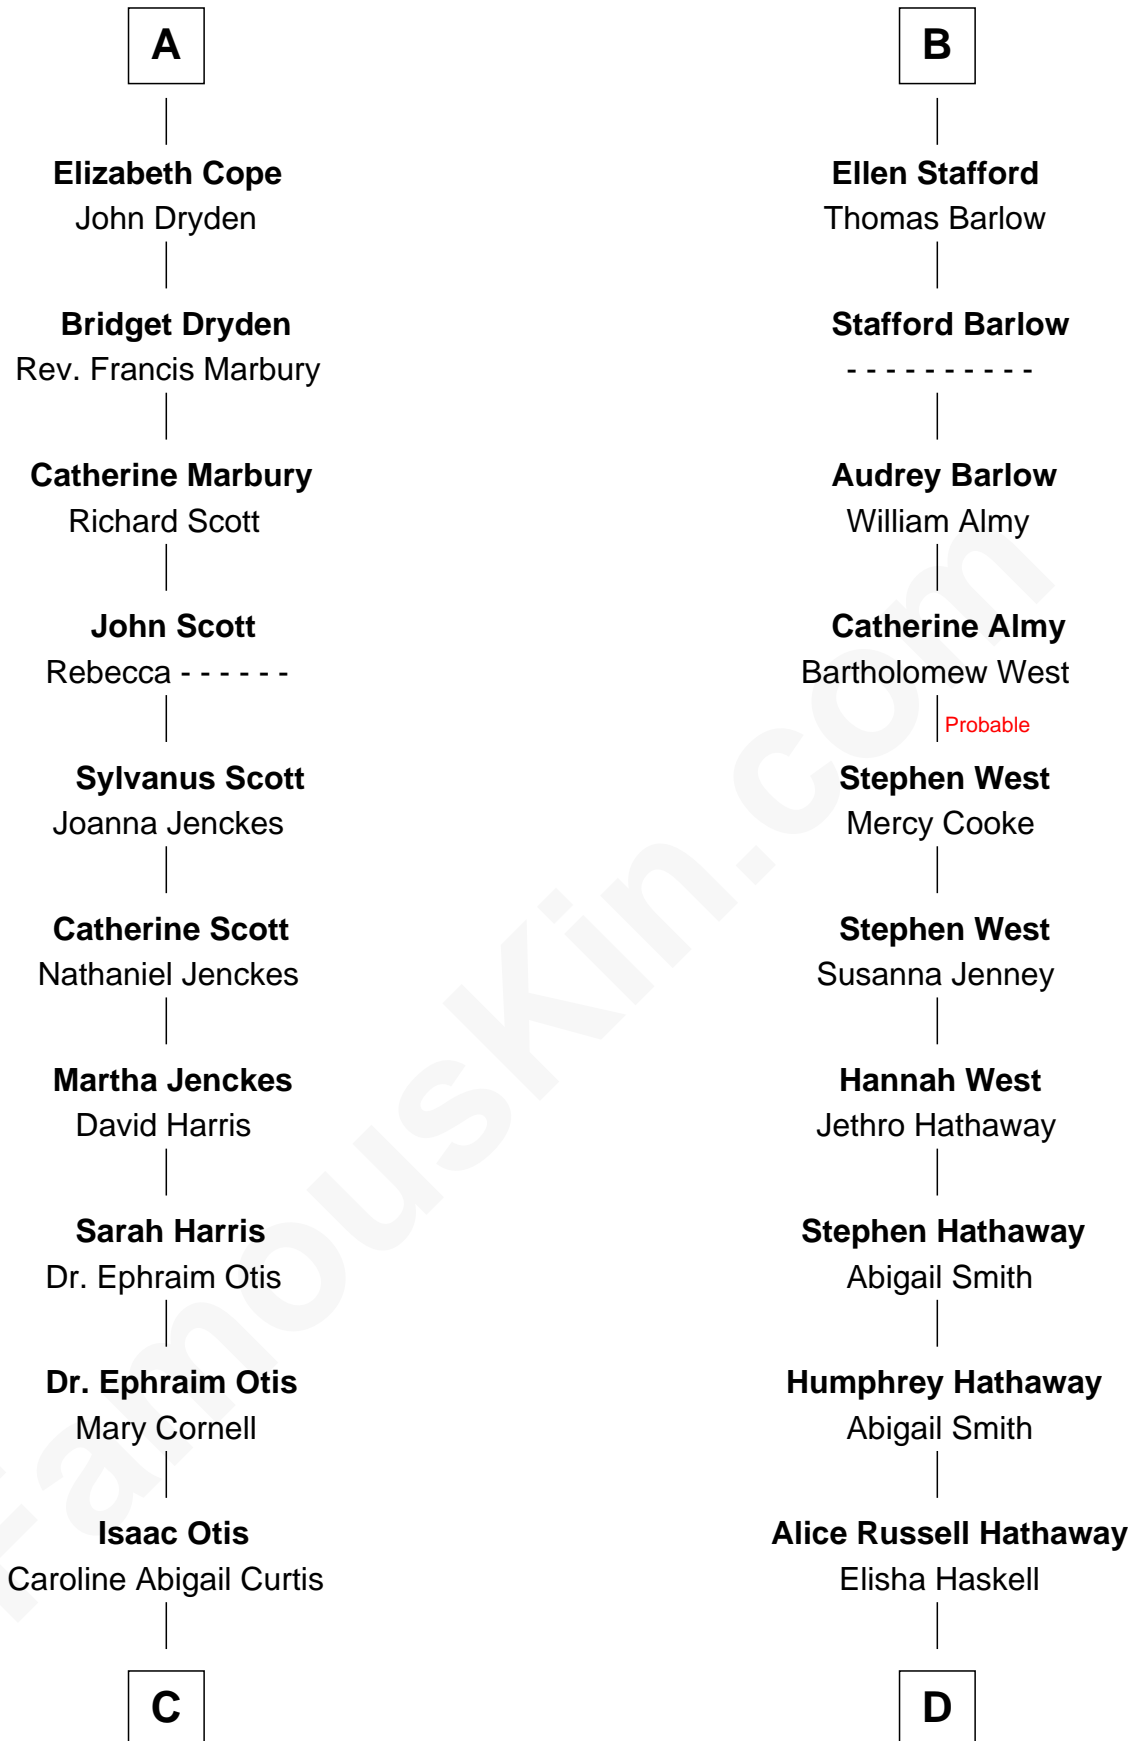 A
Elizabeth Cope
John Dryden
Bridget Dryden
Rev. Francis Marbury
Catherine Marbury
Richard Scott
John Scott
Rebecca - - - - - -
Sylvanus Scott
Joanna Jenckes
Catherine Scott
Nathaniel Jenckes
Martha Jenckes
David Harris
Sarah Harris
Dr. Ephraim Otis
Dr. Ephraim Otis
Mary Cornell
Isaac Otis
Caroline Abigail Curtis
C
B
Ellen Stafford
Thomas Barlow
Stafford Barlow
- - - - - - - - - -
Audrey Barlow
William Almy
Catherine Almy
Bartholomew West
Probable
Stephen West
Mercy Cooke
Stephen West
Susanna Jenney
Hannah West
Jethro Hathaway
Stephen Hathaway
Abigail Smith
Humphrey Hathaway
Abigail Smith
Alice Russell Hathaway
Elisha Haskell
D
FamousKin.com